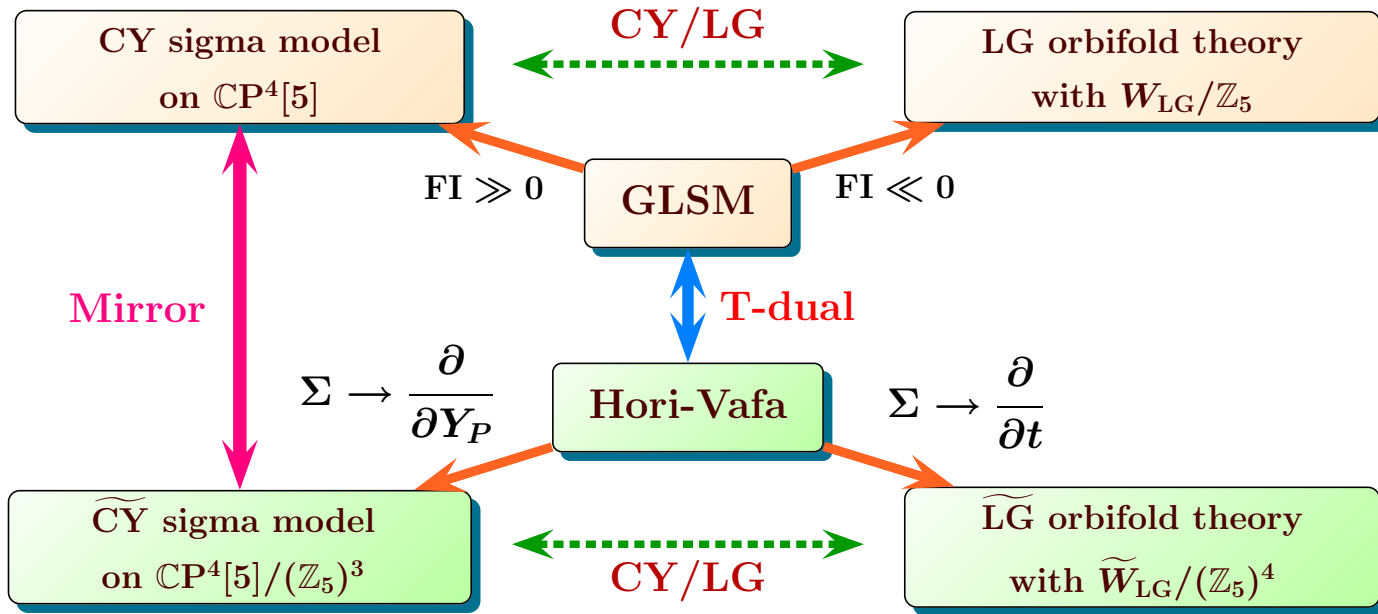 CY/LG
CY sigma model
on ℂP⁴[5]
LG orbifold theory
with W_LG/ℤ₅
FI ≫ 0
GLSM
FI ≪ 0
Mirror
T-dual
Σ → ∂/∂Y_P
Hori-Vafa
Σ → ∂/∂t
C͠Y sigma model
on ℂP⁴[5]/(ℤ₅)³
L͠G orbifold theory
with W̃_LG/(ℤ₅)⁴
CY/LG